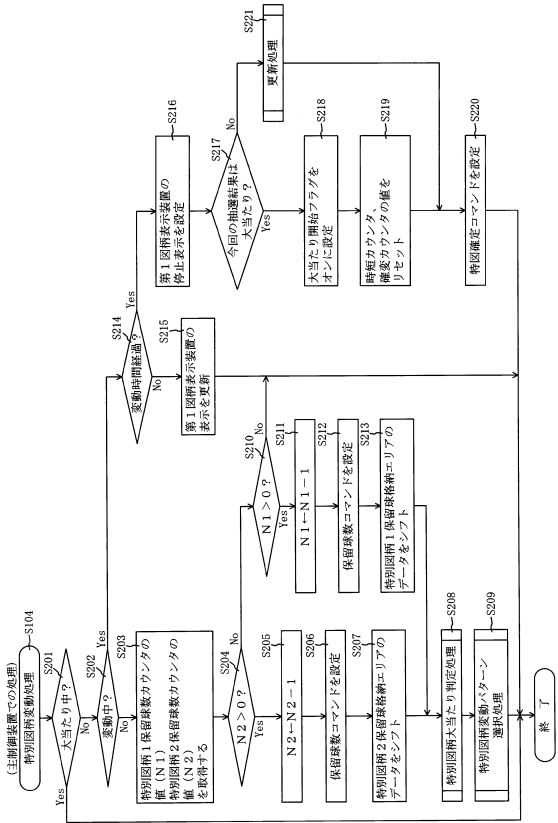 (主制御装置での処理)
特別図柄変動処理
S104
S201
大当たり中？
Yes
No
S202
変動中？
Yes
No
S203
特別図柄1保留球数カウンタの
値（N1）
特別図柄2保留球数カウンタの
値（N2）
を取得する
S204
N2＞0？
No
Yes
S205
N2←N2－1
S206
保留球数コマンドを設定
S207
特別図柄2保留球格納エリアの
データをシフト
S208
特別図柄大当たり判定処理
S209
特別図柄変動パターン
選択処理
S210
N1＞0？
No
Yes
S211
N1←N1－1
S212
保留球数コマンドを設定
S213
特別図柄1保留球格納エリアの
データをシフト
S214
変動時間経過？
Yes
No
S215
第1図柄表示装置の
表示を更新
S216
第1図柄表示装置の
停止表示を設定
S217
今回の抽選結果は
大当たり？
No
Yes
S218
大当たり開始フラグを
オンに設定
S219
時短カウンタ、
確変カウンタの値を
リセット
S221
更新処理
S220
特図確定コマンドを設定
終了